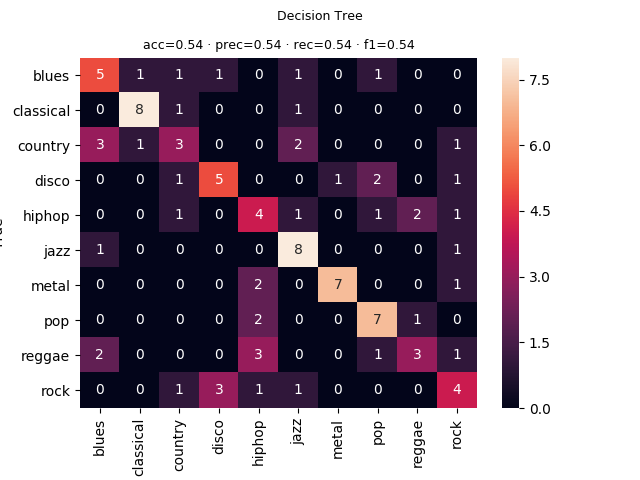 Decision Tree
acc=0.54 · prec=0.54 · rec=0.54 · f1=0.54
blues 5 1 1 1 0 1 0 1 0 0
classical 0 8 1 0 0 1 0 0 0 0
country 3 1 3 0 0 2 0 0 0 1
disco 0 0 1 5 0 0 1 2 0 1
hiphop 0 0 1 0 4 1 0 1 2 1
jazz 1 0 0 0 0 8 0 0 0 1
metal 0 0 0 0 2 0 7 0 0 1
pop 0 0 0 0 2 0 0 7 1 0
reggae 2 0 0 0 3 0 0 1 3 1
rock 0 0 1 3 1 1 0 0 0 4
blues classical country disco hiphop jazz metal pop reggae rock
7.5
6.0
4.5
3.0
1.5
0.0